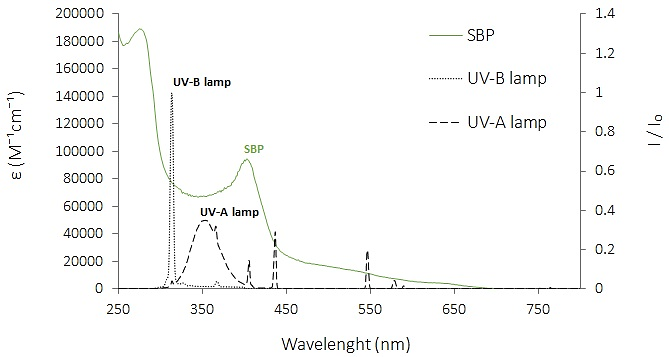 200000
180000
160000
140000
120000
100000
80000
60000
40000
20000
0
ε (M⁻¹cm⁻¹)
250
350
450
550
650
750
Wavelenght (nm)
1.4
1.2
1
0.8
0.6
0.4
0.2
0
I / I₀
SBP
UV-B lamp
UV-A lamp
UV-B lamp
SBP
UV-A lamp